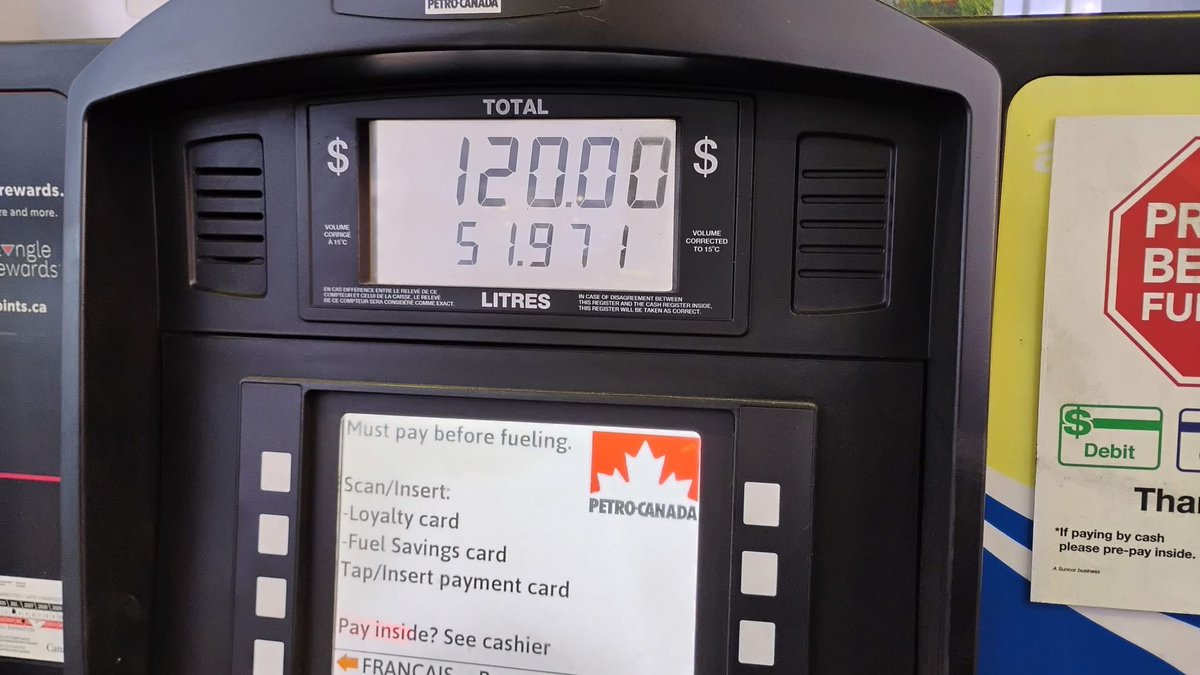 PETRO-CANADA
TOTAL
$ 120.00 $
51.971
VOLUME
CORRIGÉ
À 15°C
VOLUME
CORRECTED
TO 15°C
EN CAS DIFFÉRENCE ENTRE LE RELEVÉ DE CE
COMPTEUR ET CELUI DE LA CAISSE, LE RELEVÉ
DE CE COMPTEUR SERA CONSIDÉRÉ COMME EXACT.
LITRES
IN CASE OF DISAGREEMENT BETWEEN
THIS REGISTER AND THE CASH REGISTER INSIDE,
THIS REGISTER WILL BE TAKEN AS CORRECT.
rewards.
re and more.
ngle
ewards
oints.ca
Must pay before fueling.
PETRO-CANADA
Scan/Insert:
-Loyalty card
-Fuel Savings card
Tap/Insert payment card
Pay inside? See cashier
FRANÇAIS
PR
BE
FU
$
Debit
Tha
*If paying by cash
please pre-pay inside.
A Suncor business